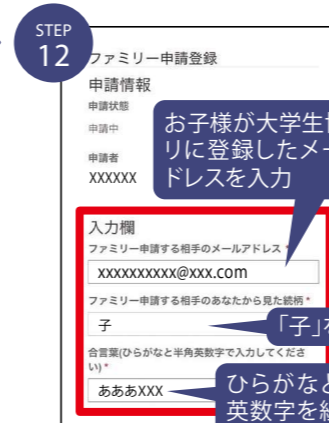 STEP
12
ファミリー申請登録
申請情報
申請状態
申請中
申請者
XXXXXX
お子様が大学生
リに登録したメー
ドレスを入力
入力欄
ファミリー申請する相手のメールアドレス *
xxxxxxxxxx@xxx.com
ファミリー申請する相手のあなたから見た続柄 *
子
「子」を
合言葉(ひらがなと半角英数字で入力してくださ
い) *
あああXXX
ひらがなと
英数字を